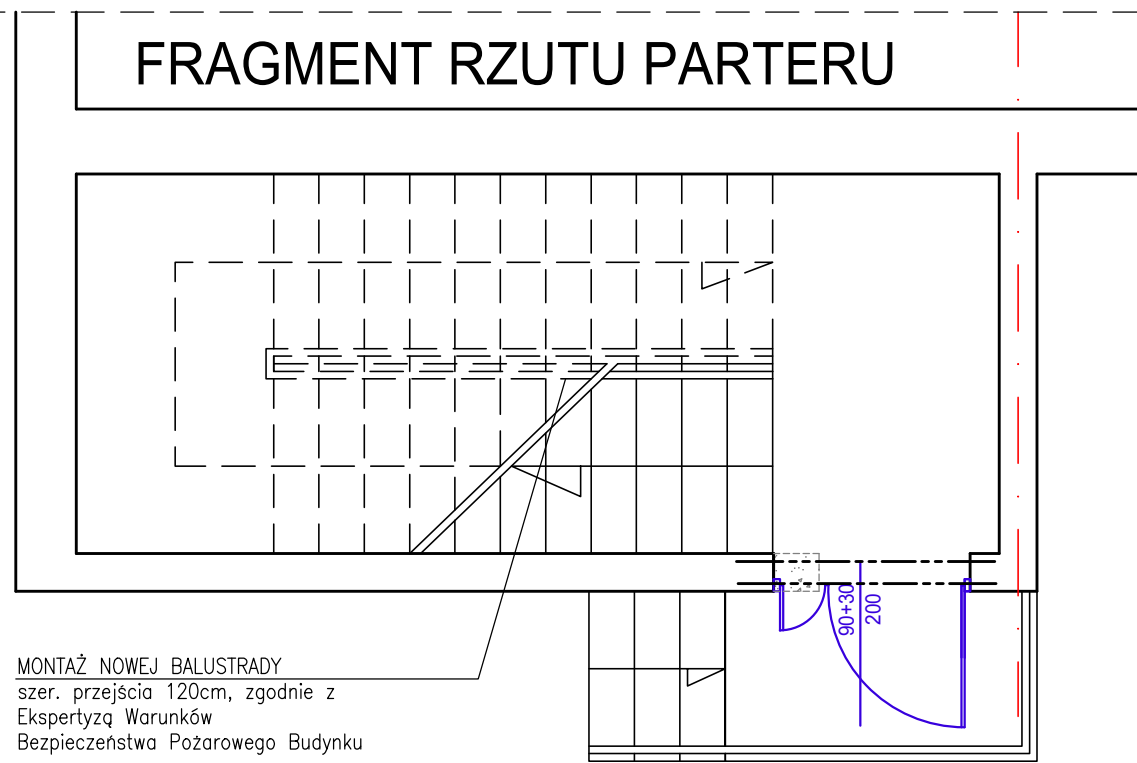 FRAGMENT RZUTU PARTERU
90+30
200
MONTAŻ NOWEJ BALUSTRADY
szer. przejścia 120cm, zgodnie z
Ekspertyzą Warunków
Bezpieczeństwa Pożarowego Budynku